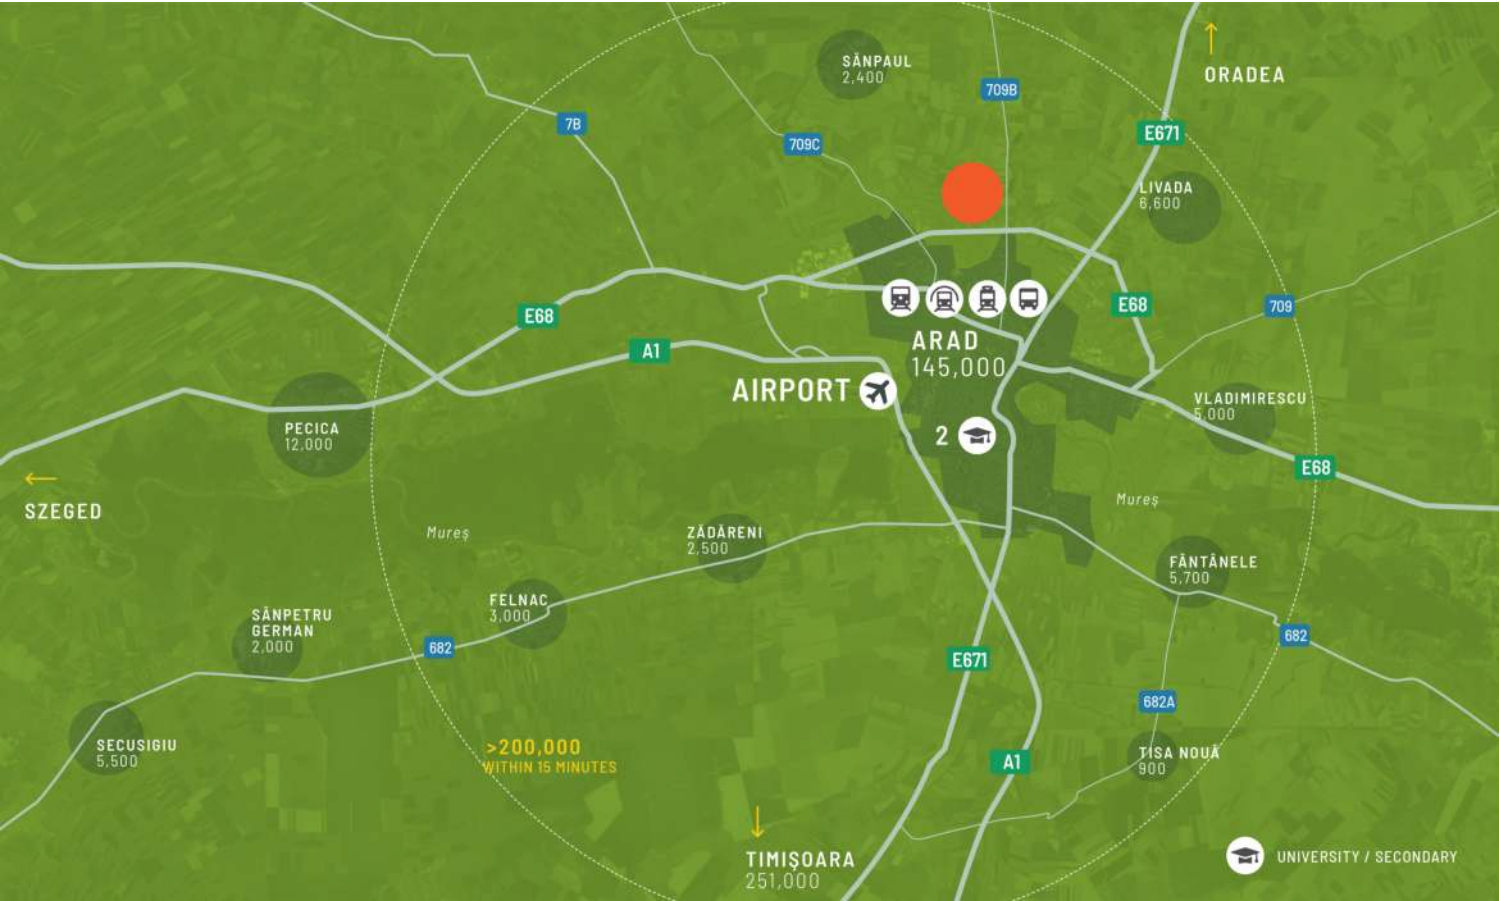 SÂNPAUL
2,400
ORADEA
709B
7B
E671
709C
LIVADA
6,600
E68
E68
709
ARAD
145,000
A1
AIRPORT
VLADIMIRESCU
5,000
PECICA
12,000
2
E68
SZEGED
Mureș
Mureș
ZĂDĂRENI
2,500
FÂNTÂNELE
5,700
FELNAC
3,000
SÂNPETRU
GERMAN
2,000
682
682
E671
682A
SECUSIGIU
5,500
>200,000
WITHIN 15 MINUTES
TISA NOUĂ
900
A1
TIMIȘOARA
251,000
UNIVERSITY / SECONDARY